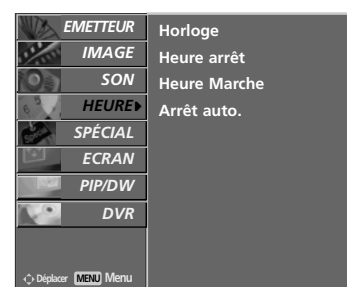 EMETTEUR
IMAGE
SON
HEURE
SPÉCIAL
ECRAN
PIP/DW
DVR
Déplacer MENU Menu
Horloge
Heure arrêt
Heure Marche
Arrêt auto.